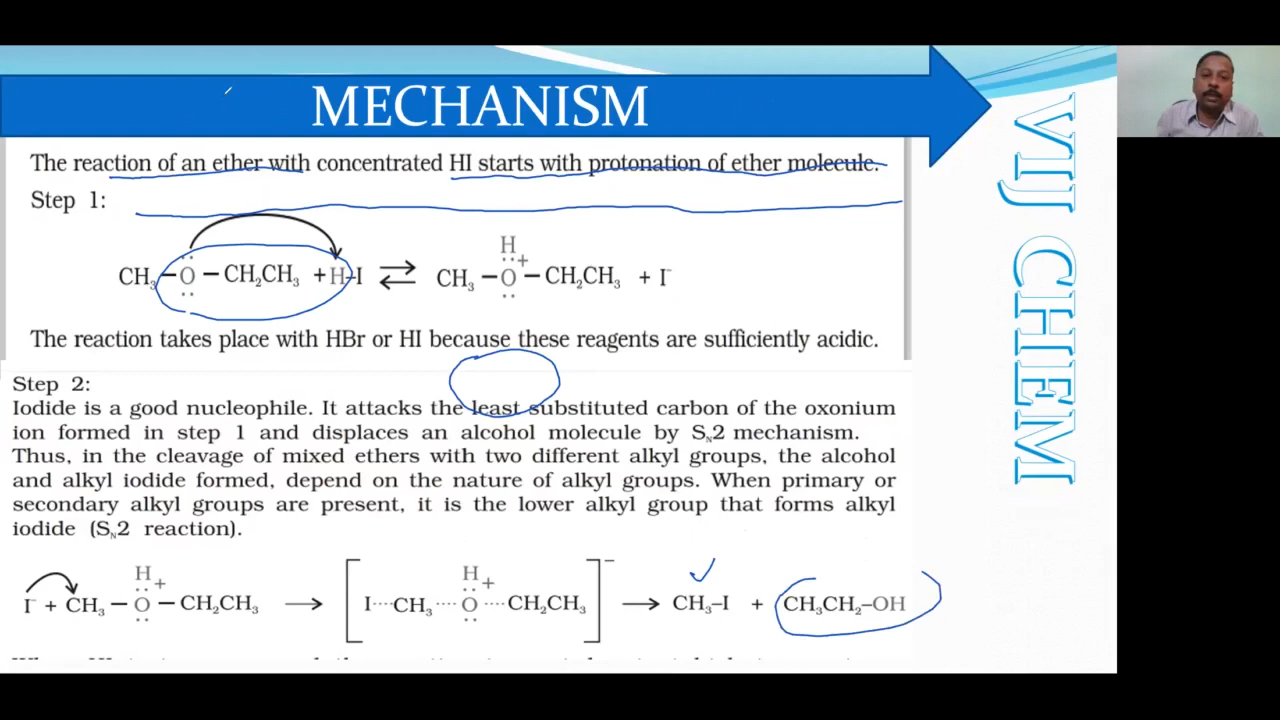 MECHANISM
The reaction of an ether with concentrated HI starts with protonation of ether molecule.
Step 1:
H
CH₃ – O – CH₂CH₃ + H–I ⇌ CH₃ – O⁺ – CH₂CH₃ + I⁻
The reaction takes place with HBr or HI because these reagents are sufficiently acidic.
Step 2:
Iodide is a good nucleophile. It attacks the least substituted carbon of the oxonium
ion formed in step 1 and displaces an alcohol molecule by S_N2 mechanism.
Thus, in the cleavage of mixed ethers with two different alkyl groups, the alcohol
and alkyl iodide formed, depend on the nature of alkyl groups. When primary or
secondary alkyl groups are present, it is the lower alkyl group that forms alkyl
iodide (S_N2 reaction).
H H
I⁻ + CH₃ – O⁺ – CH₂CH₃ → [I····CH₃ ···· O⁺ ···· CH₂CH₃]⁻ → CH₃–I + CH₃CH₂–OH
VIJ CHEM